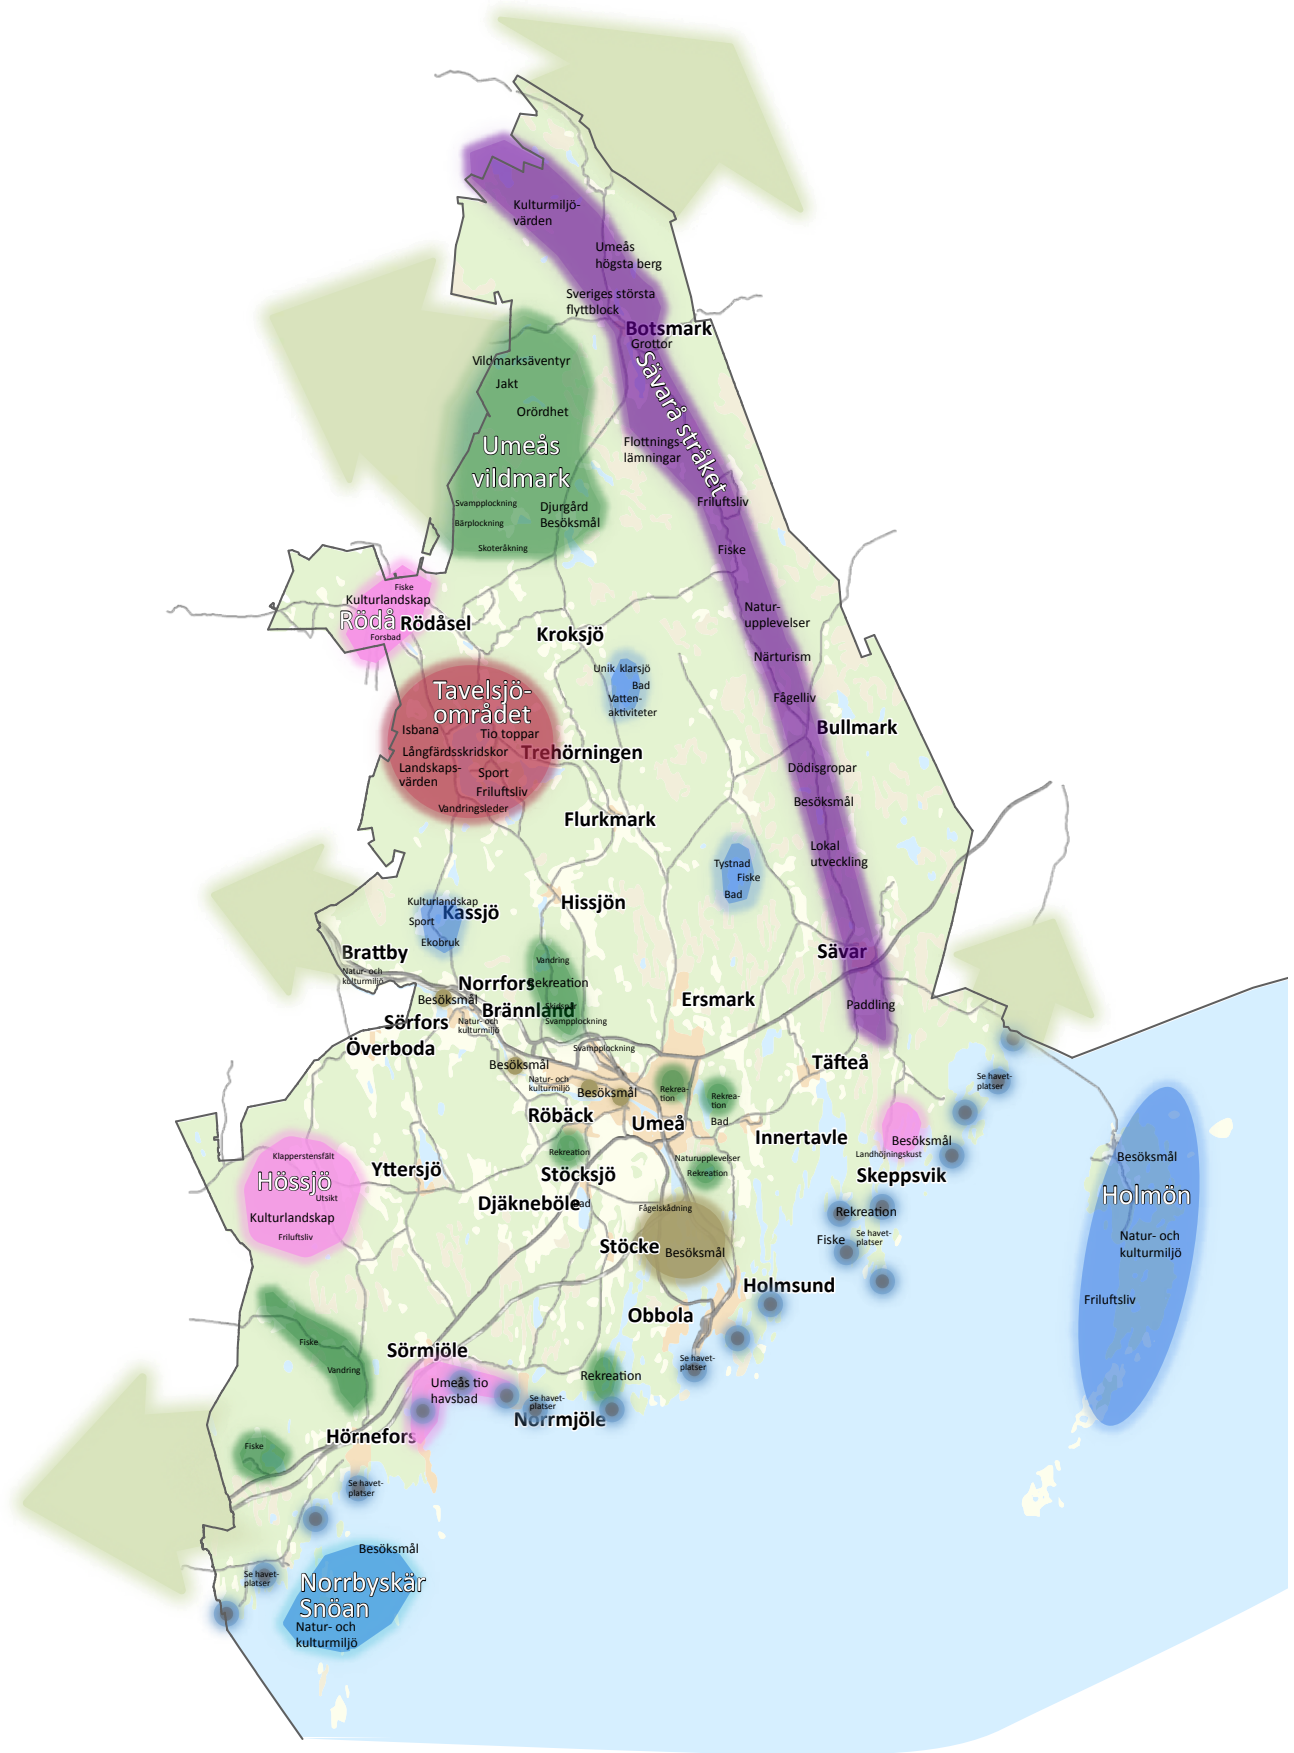 Kulturmiljö-
värden
Umeås
högsta berg
Sveriges största
flyttblock
Botsmark
Grottor
Sävarå stråket
Vildmarksäventyr
Jakt
Orördhet
Umeås
vildmark
Flottnings-
lämningar
Svampplockning
Djurgård
Bärplockning
Besöksmål
Skoteråkning
Friluftsliv
Fiske
Fiske
Kulturlandskap
Rödå
Rödåsel
Forsbad
Kroksjö
Natur-
upplevelser
Närturism
Unik klarsjö
Bad
Vatten-
aktiviteter
Fågelliv
Bullmark
Tavelsjö-
området
Isbana
Tio toppar
Långfärdsskridskor
Trehörningen
Landskaps-
värden
Sport
Friluftsliv
Vandringsleder
Dödisgropar
Besöksmål
Flurkmark
Lokal
utveckling
Tystnad
Fiske
Bad
Kulturlandskap
Kassjö
Sport
Ekobruk
Hissjön
Brattby
Natur- och
kulturmiljö
Sävar
Vandring
Norrfors
Rekreation
Besöksmål
Brännland
Skidspår
Svampplockning
Ersmark
Paddling
Sörfors
Natur- och
kulturmiljö
Överboda
Svampplockning
Besöksmål
Natur- och
kulturmiljö
Besöksmål
Rekrea-
tion
Rekrea-
tion
Bad
Täfteå
Se havet-
platser
Röbäck
Umeå
Innertavle
Besöksmål
Landhöjningskust
Skeppsvik
Besöksmål
Holmön
Natur- och
kulturmiljö
Friluftsliv
Klapperstensfält
Hössjö
Utsikt
Kulturlandskap
Friluftsliv
Yttersjö
Rekreation
Stöcksjö
Naturupplevelser
Rekreation
Djäkneböle
Bad
Fågelskådning
Stöcke
Besöksmål
Rekreation
Fiske
Se havet-
platser
Holmsund
Obbola
Fiske
Vandring
Sörmjöle
Umeås tio
havsbad
Se havet-
platser
Rekreation
Se havet-
platser
Norrmjöle
Hörnefors
Fiske
Se havet-
platser
Se havet-
platser
Besöksmål
Norrbyskär
Snöan
Natur- och
kulturmiljö